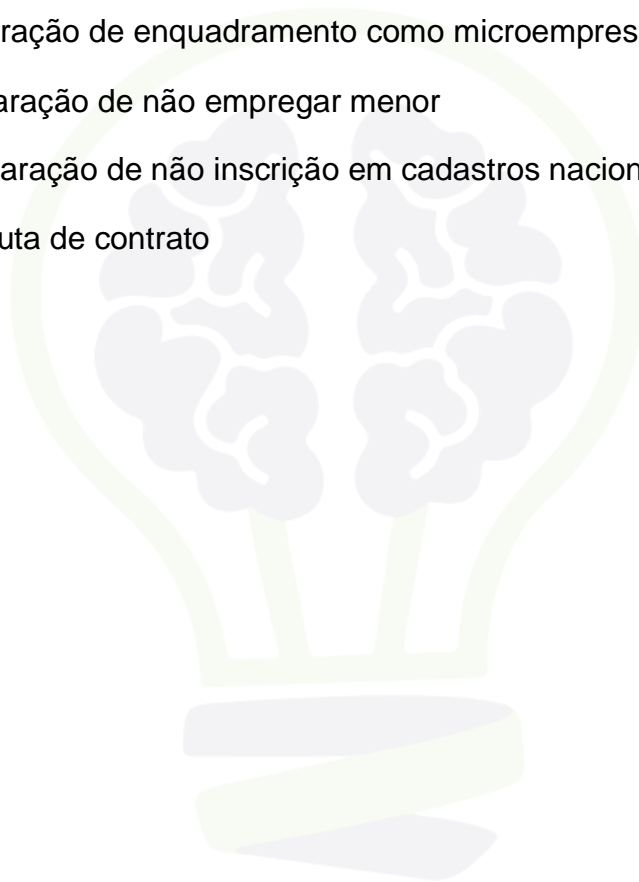 ração de enquadramento como microempres
aração de não empregar menor
aração de não inscrição em cadastros nacion
uta de contrato